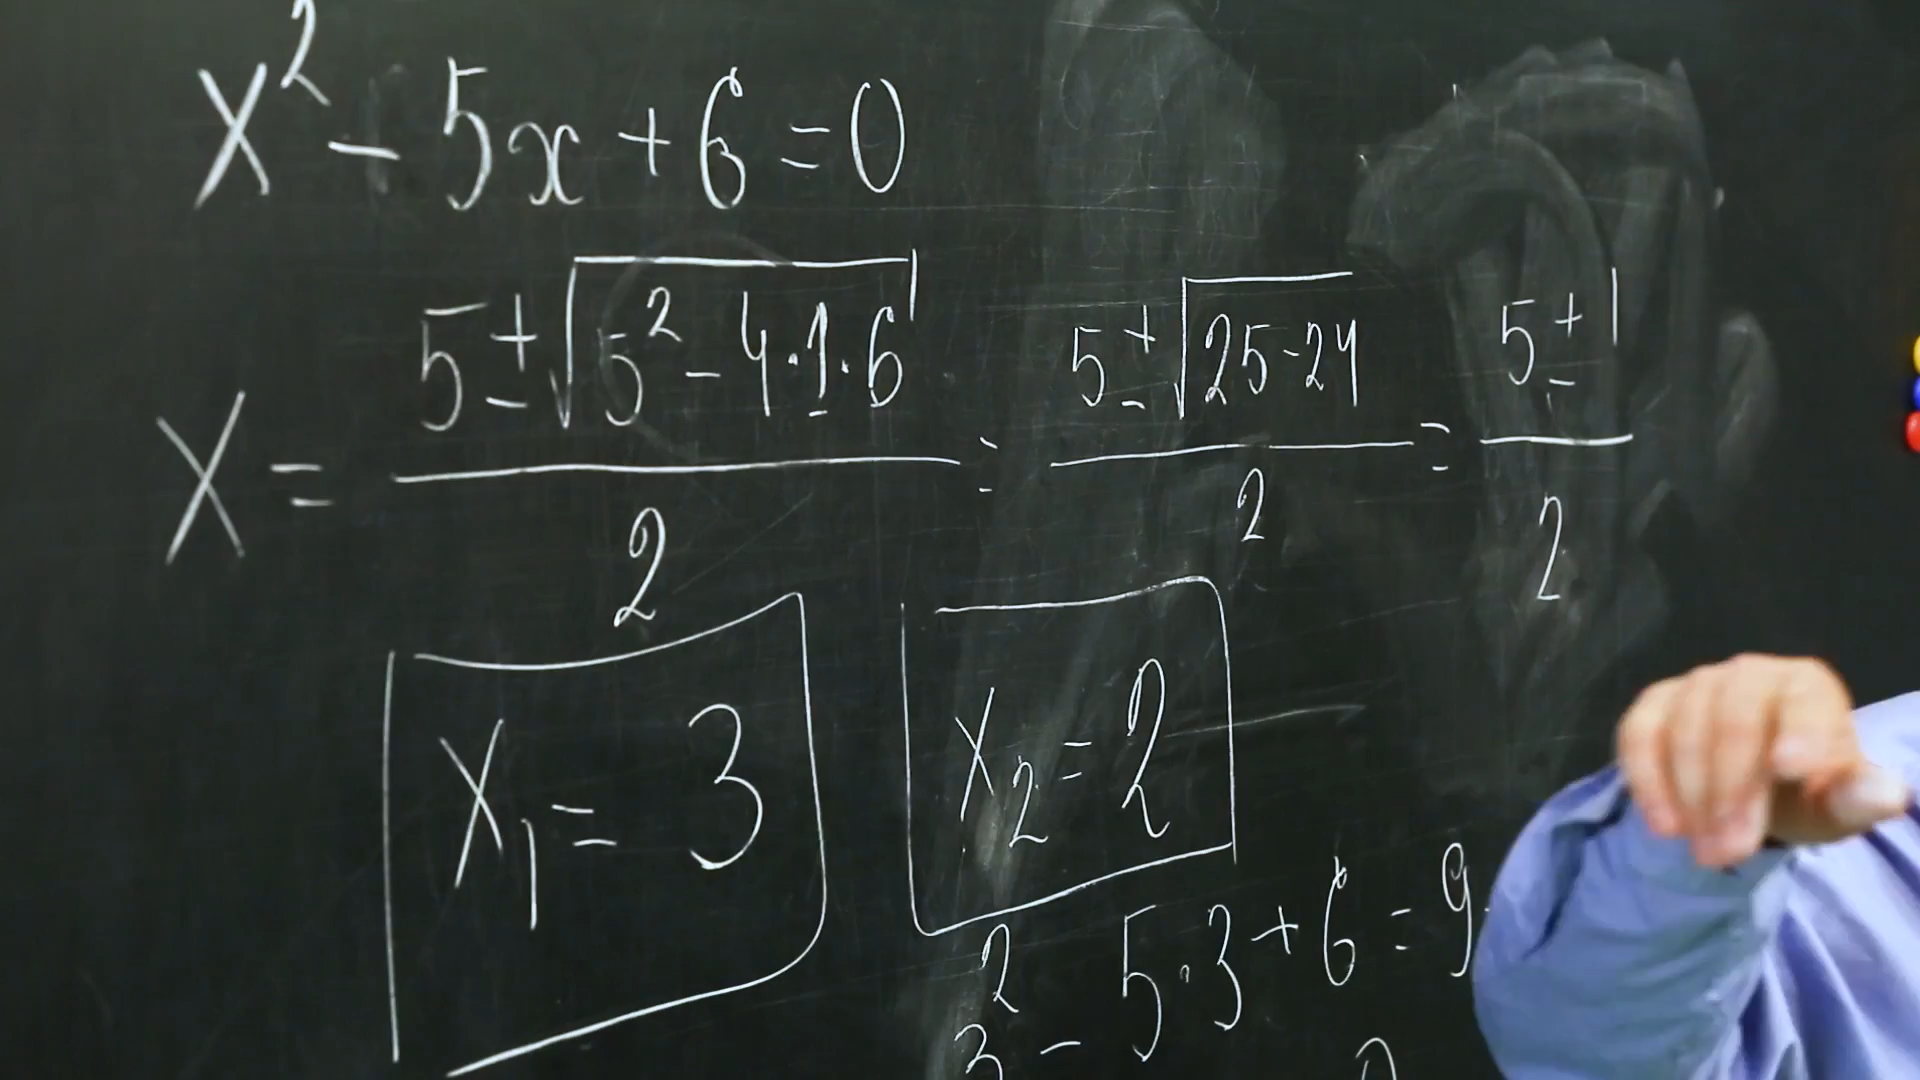 x² - 5x + 6 = 0
x = (5 ± √(5² - 4·1·6))/2 = (5 ± √(25-24))/2 = (5 ± 1)/2
x₁ = 3
x₂ = 2
3² - 5·3 + 6 = 9